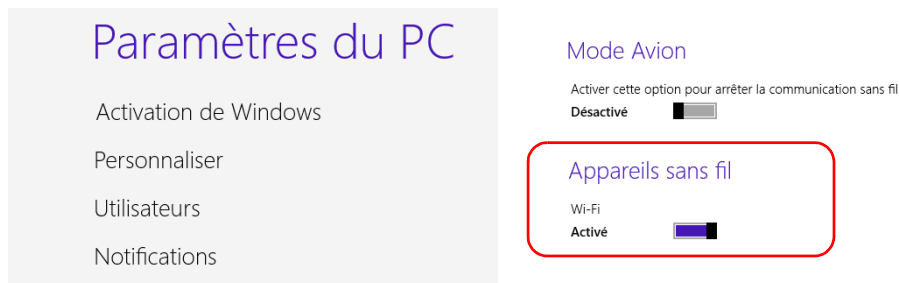 Paramètres du PC
Activation de Windows
Personnaliser
Utilisateurs
Notifications
Mode Avion
Activer cette option pour arrêter la communication sans fil
Désactivé
Appareils sans fil
Wi-Fi
Activé